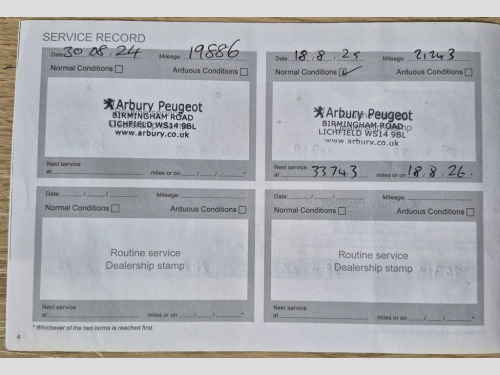 SERVICE RECORD
Date: 30.08.24 Mileage: 19886
Normal Conditions Arduous Conditions
Arbury Peugeot
BIRMINGHAM ROAD
LICHFIELD WS14 9BL
www.arbury.co.uk
Next service
at miles or on / / *
Date: 18.8.25 Mileage: 21243
Normal Conditions Arduous Conditions
Arbury Peugeot
BIRMINGHAM ROAD
LICHFIELD WS14 9BL
www.arbury.co.uk
Next service
at 33743 miles or on 18.8.26.
Date: / / Mileage:
Normal Conditions Arduous Conditions
Routine service
Dealership stamp
Next service
at miles or on / / *
Date: / / Mileage:
Normal Conditions Arduous Conditions
Routine service
Dealership stamp
Next service
at miles or on / / *
* Whichever of the two terms is reached first.
4